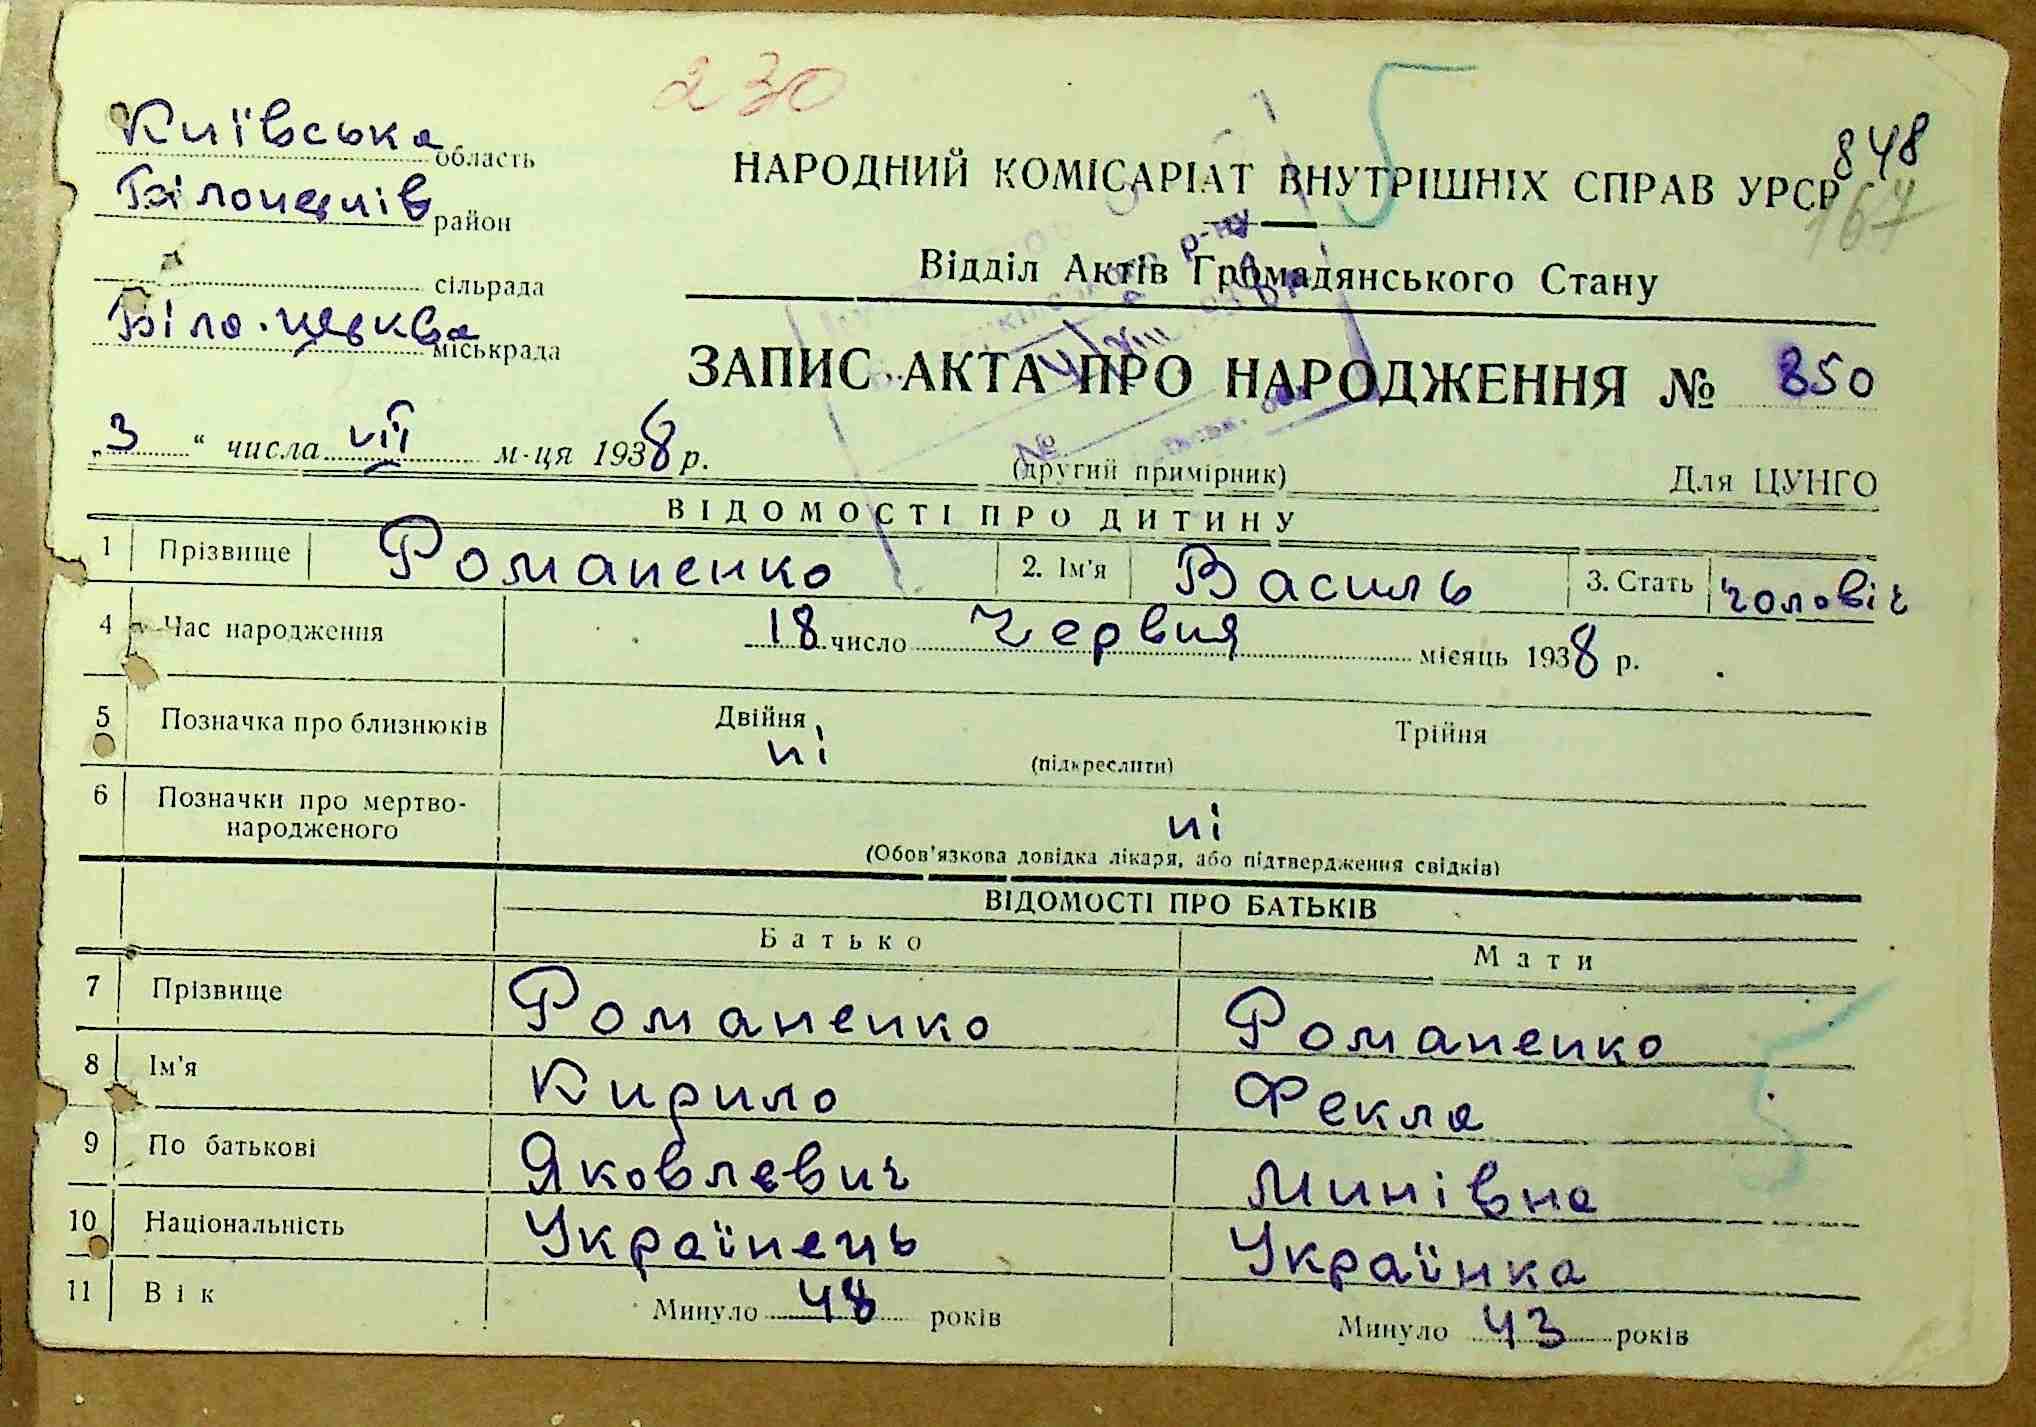 230
Київська область
НАРОДНИЙ КОМІСАРІАТ ВНУТРІШНІХ СПРАВ УРСР
848
167
Білоцерків район
Відділ Актів Громадянського Стану
сільрада
Біло.церква міськрада
ЗАПИС АКТА ПРО НАРОДЖЕННЯ № 350
„3“ числа VII м-ця 1938 р.
(другий примірник)
Для ЦУНГО
ВІДОМОСТІ ПРО ДИТИНУ
1 Прізвище Романенко 2. Ім'я Василь 3. Стать чоловіч
4 Час народження 18 число Червня місяць 1938 р.
5 Позначка про близнюків Двійня Трійня
ні
(підкреслити)
6 Позначки про мертво-
народженого
ні
(Обов'язкова довідка лікаря, або підтвердження свідків)
ВІДОМОСТІ ПРО БАТЬКІВ
Батько Мати
7 Прізвище Романенко Романенко
8 Ім'я Кирило Фекла
9 По батькові Яковлєвич Минівна
10 Національність Українець Українка
11 Вік Минуло 48 років Минуло 43 років